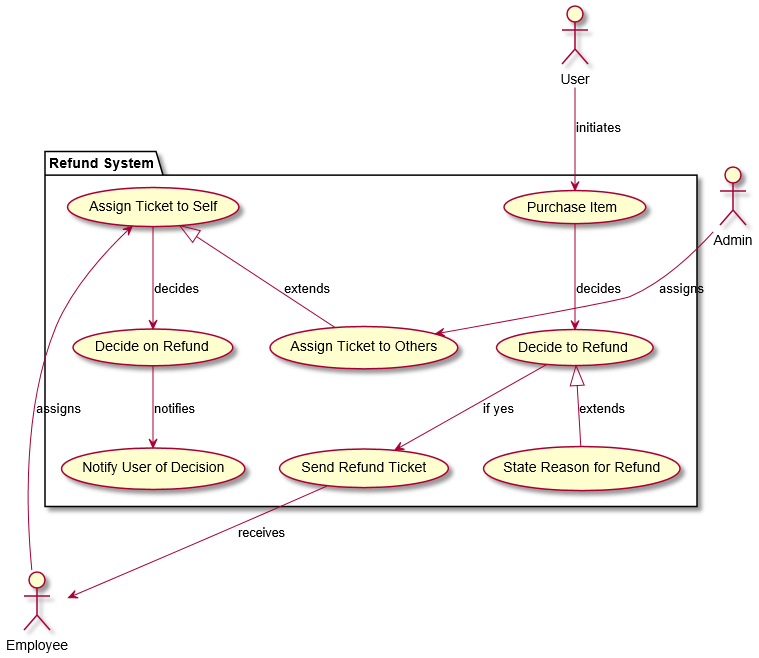 User
initiates
Refund System
Assign Ticket to Self
Purchase Item
Admin
decides
extends
decides
assigns
Decide on Refund
Assign Ticket to Others
Decide to Refund
assigns
notifies
if yes
extends
Notify User of Decision
Send Refund Ticket
State Reason for Refund
receives
Employee